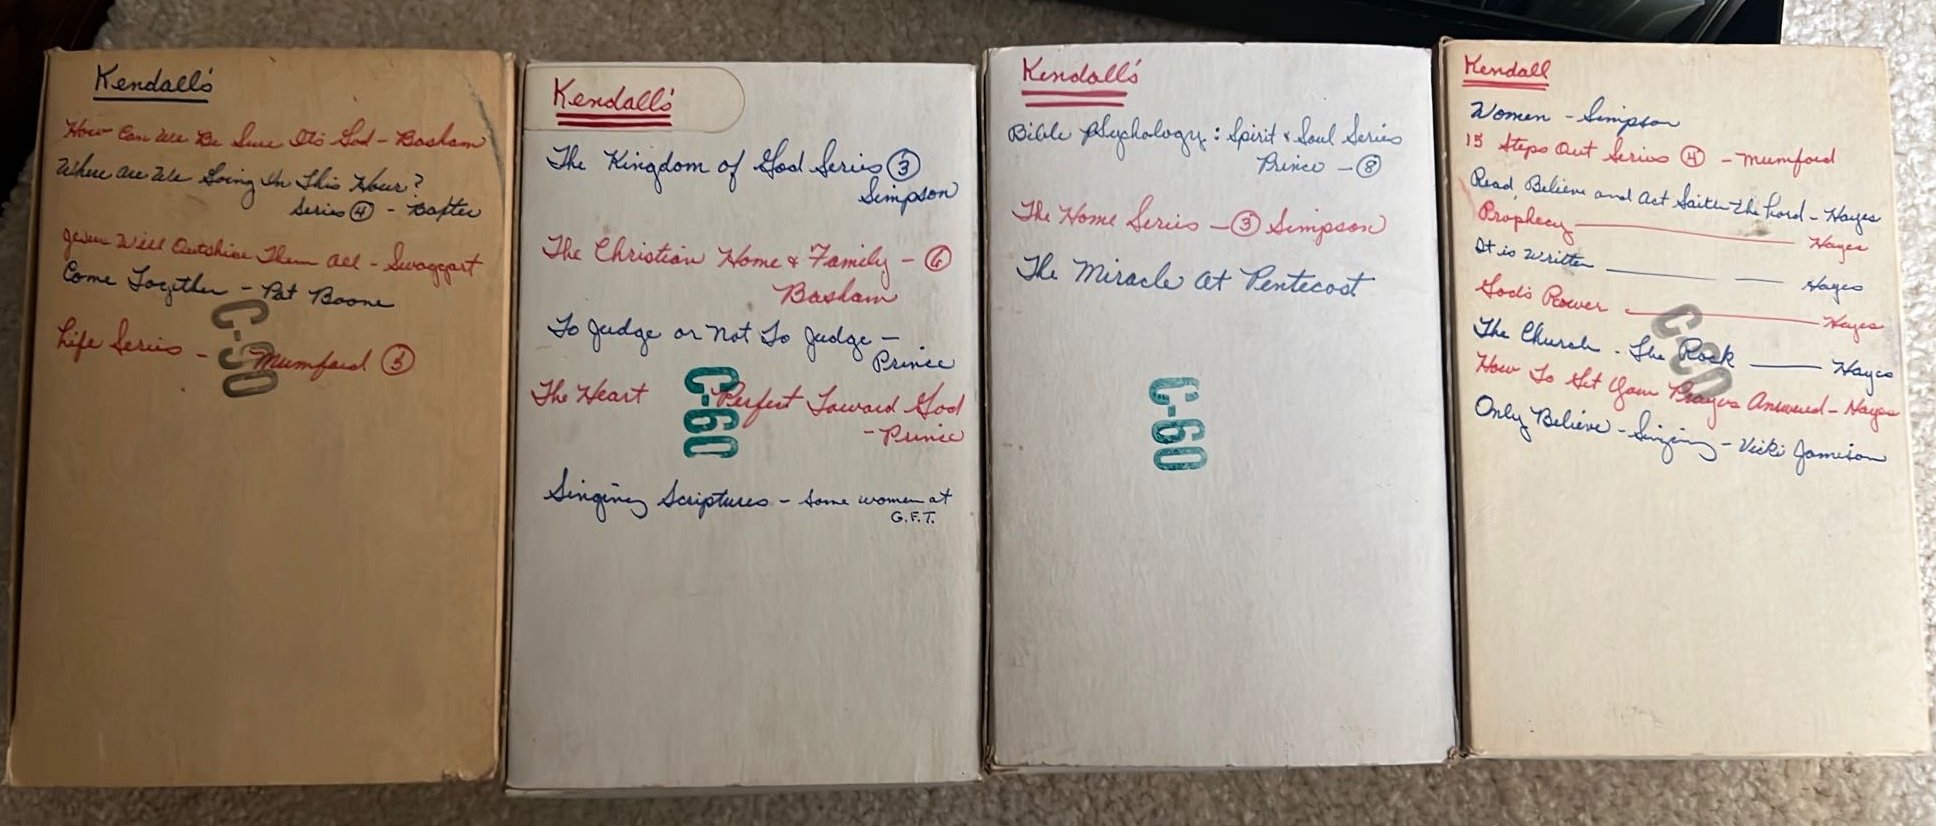 Kendall's
How Can We Be Sure It's God - Basham
Where Are We Going In This Hour?
Series ④ - Baxter
Jesus Will Outshine Them All - Swaggart
Come Together - Pat Boone
C-90
Life Series - Mumford ③
Kendall's
The Kingdom of God Series ③
Simpson
The Christian Home & Family - ⑥
Basham
To Judge or Not To Judge -
Prince
The Heart Perfect Toward God
- Prince
C-60
Singing Scriptures - some women at
G.F.T.
Kendall's
Bible Psychology: Spirit & Soul Series
Prince - ⑧
The Home Series - ③ Simpson
The Miracle At Pentecost
C-60
Kendall
Women - Simpson
15 Steps Out Series ④ - Mumford
Read Believe and Act Saith The Lord - Hayes
Prophecy Hayes
It is Written Hayes
God's Power Hayes
The Church - The Rock Hayes
How To Get Your Prayers Answered - Hayes
Only Believe - Singing - Vicki Jamison